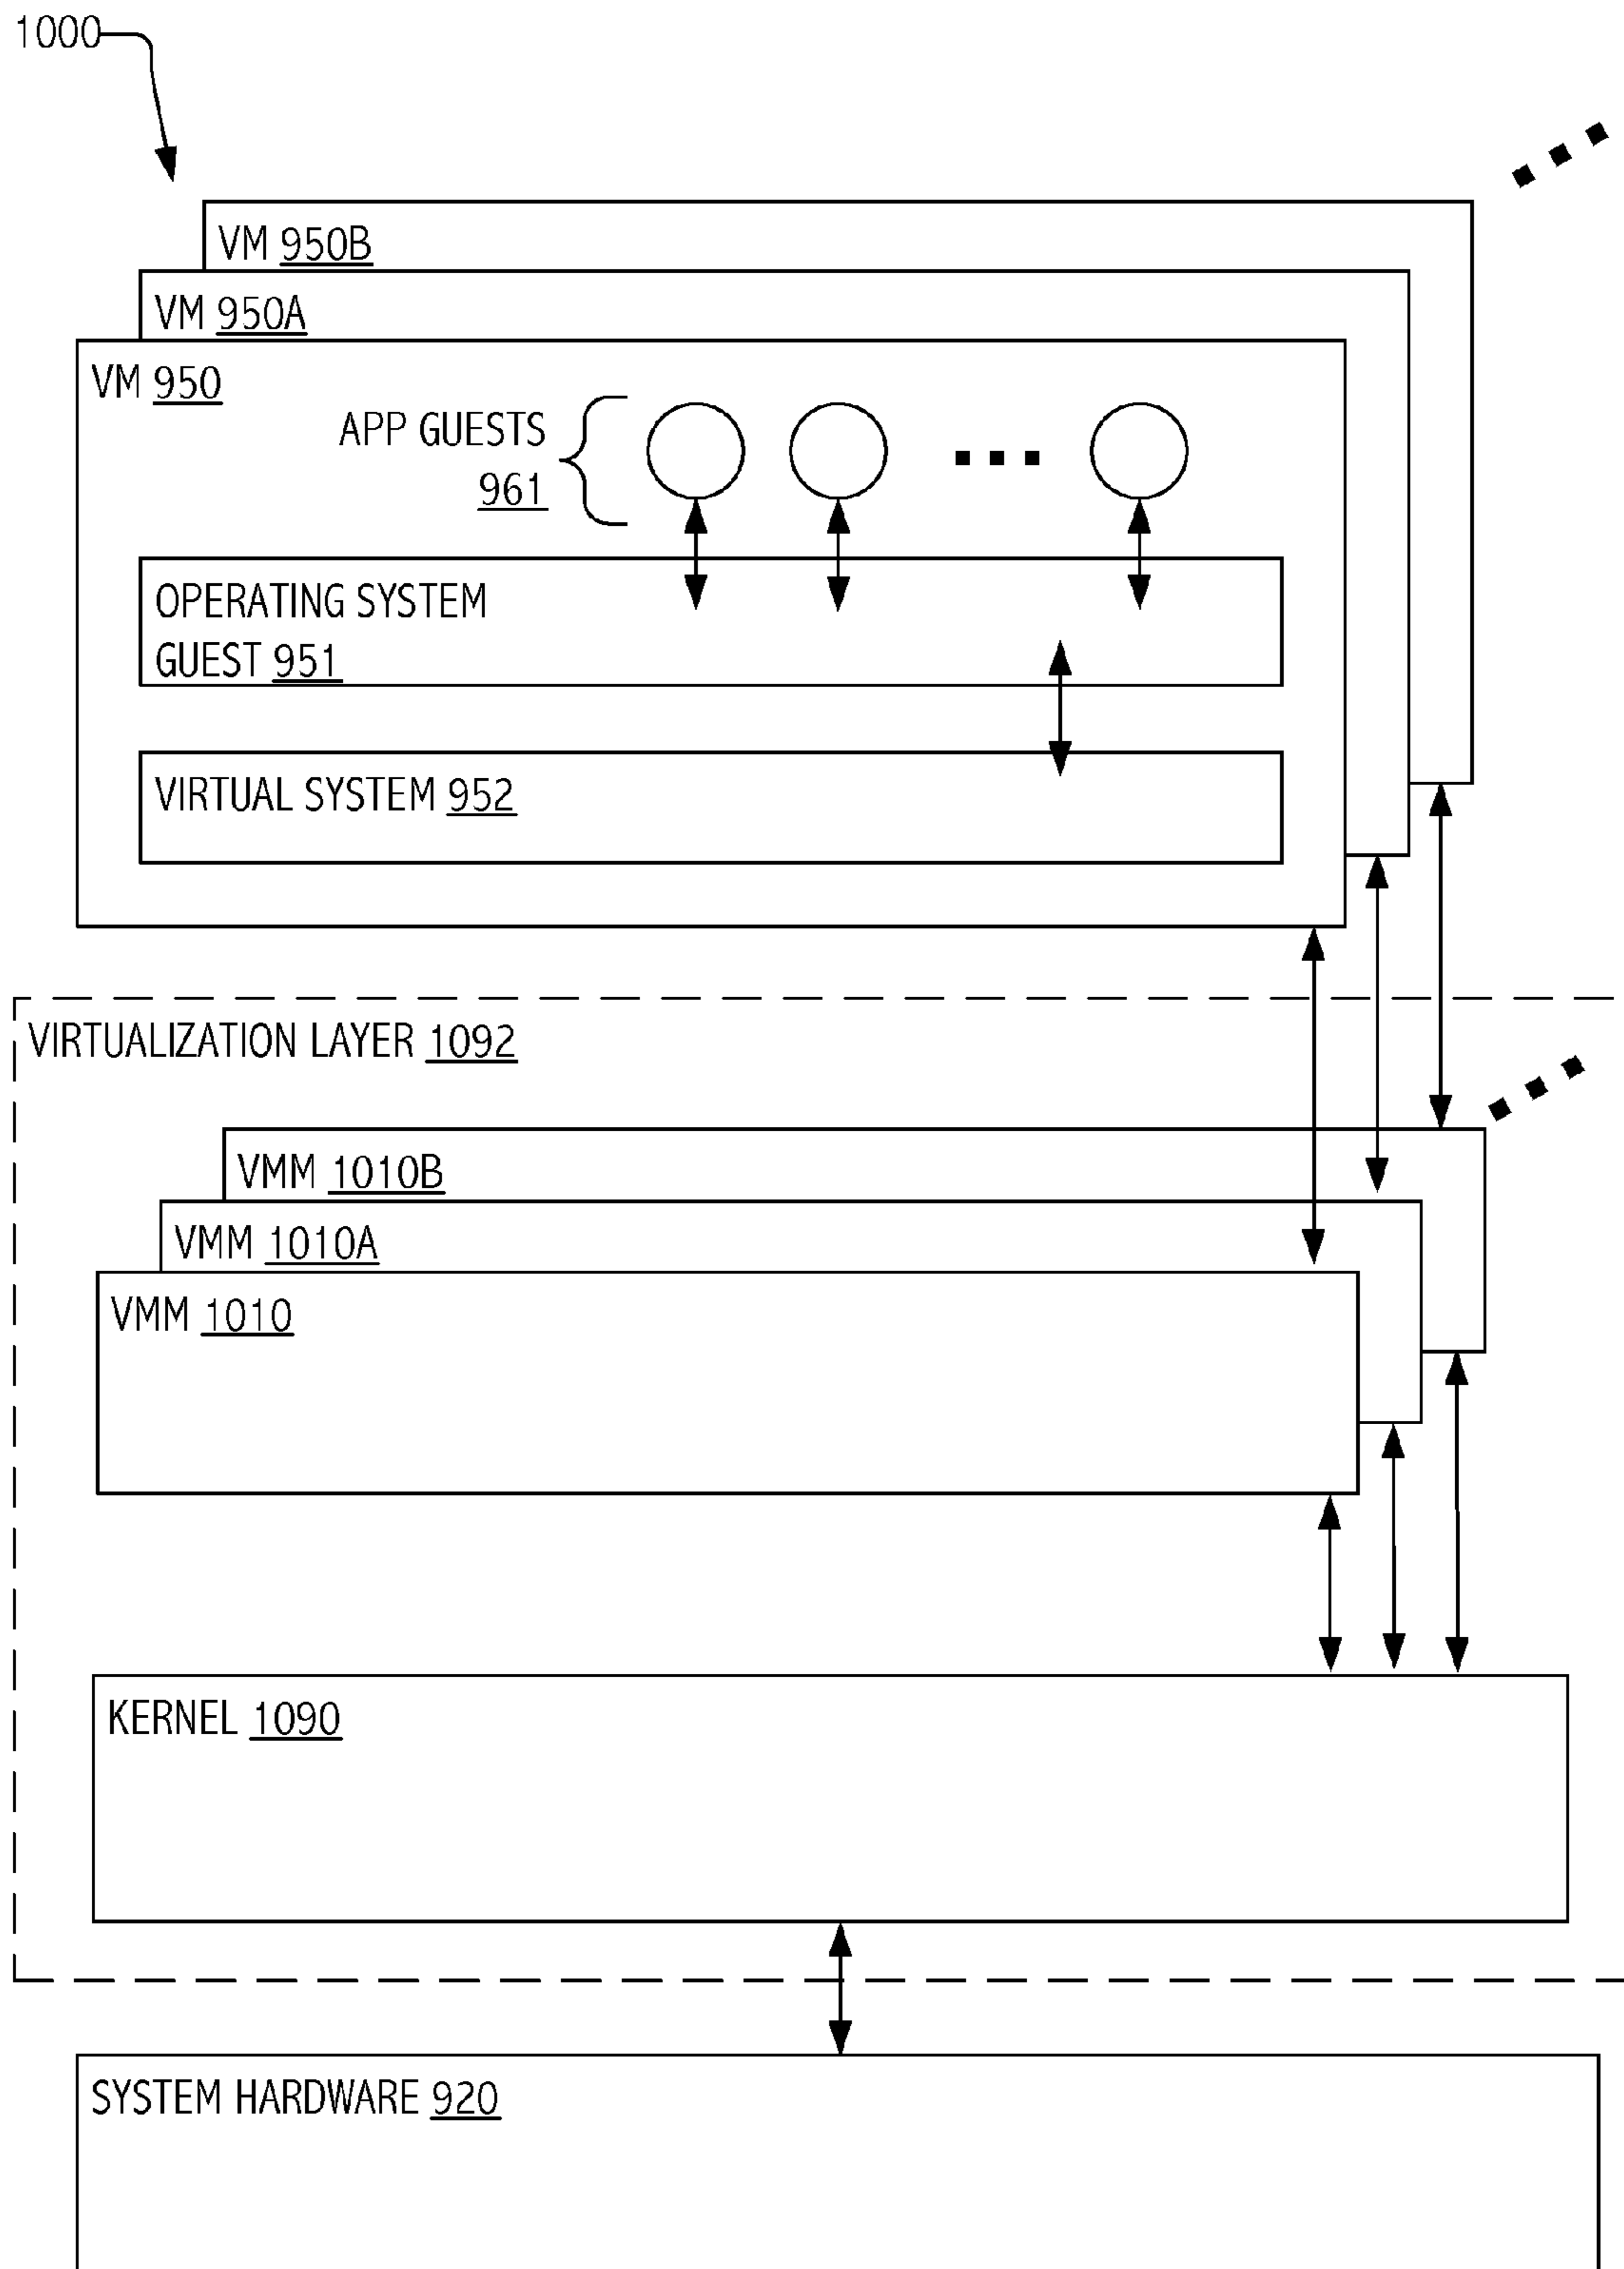 1000
VM 950B
VM 950A
VM 950
APP GUESTS
961
OPERATING SYSTEM
GUEST 951
VIRTUAL SYSTEM 952
VIRTUALIZATION LAYER 1092
VMM 1010B
VMM 1010A
VMM 1010
KERNEL 1090
SYSTEM HARDWARE 920